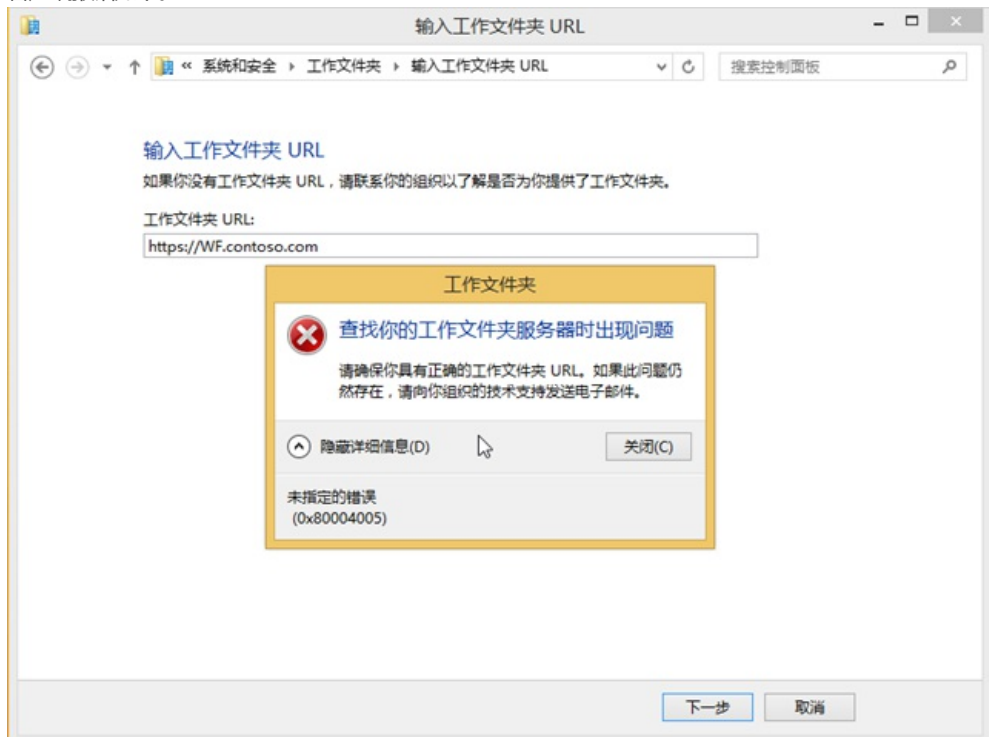 输入工作文件夹 URL
« 系统和安全 ▸ 工作文件夹 ▸ 输入工作文件夹 URL
搜索控制面板
输入工作文件夹 URL
如果你没有工作文件夹 URL，请联系你的组织以了解是否为你提供了工作文件夹。
工作文件夹 URL:
https://WF.contoso.com
工作文件夹
查找你的工作文件夹服务器时出现问题
请确保你具有正确的工作文件夹 URL。如果此问题仍
然存在，请向你组织的技术支持发送电子邮件。
隐藏详细信息(D)
关闭(C)
未指定的错误
(0x80004005)
下一步
取消